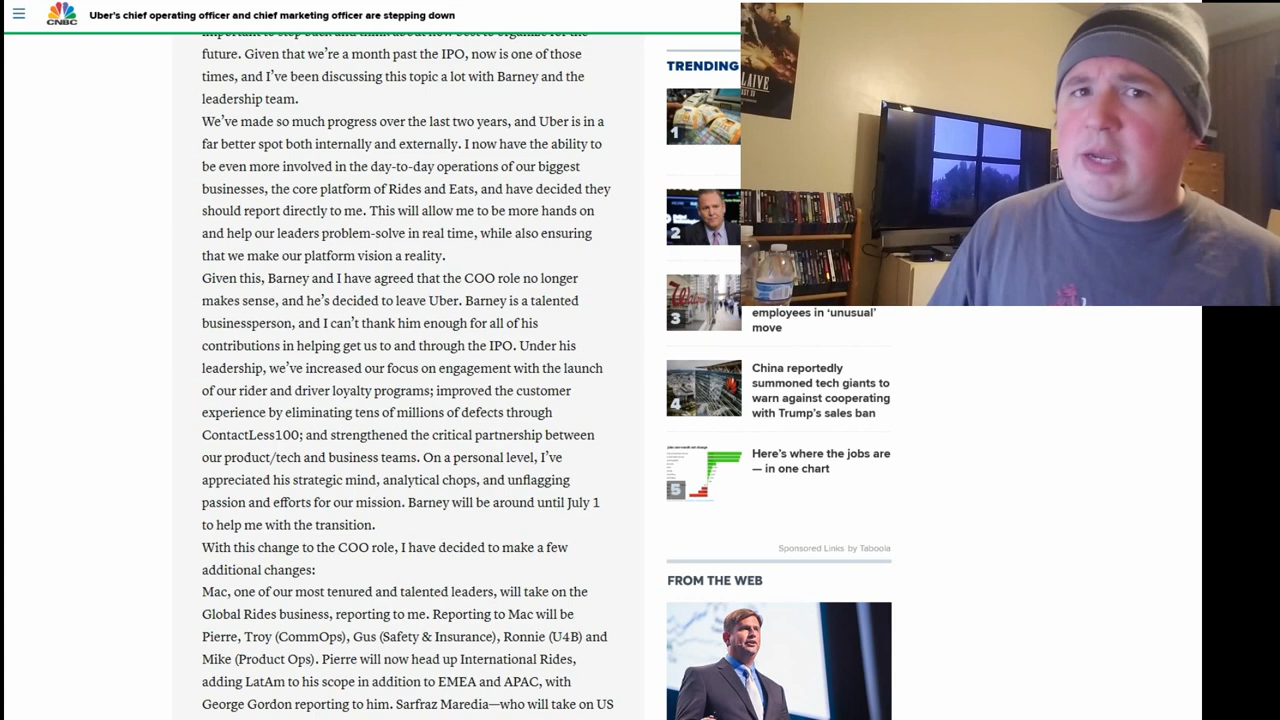 CNBC
Uber's chief operating officer and chief marketing officer are stepping down
important to step back and think about how best to organize for the
future. Given that we’re a month past the IPO, now is one of those
times, and I’ve been discussing this topic a lot with Barney and the
leadership team.
We’ve made so much progress over the last two years, and Uber is in a
far better spot both internally and externally. I now have the ability to
be even more involved in the day-to-day operations of our biggest
businesses, the core platform of Rides and Eats, and have decided they
should report directly to me. This will allow me to be more hands on
and help our leaders problem-solve in real time, while also ensuring
that we make our platform vision a reality.
Given this, Barney and I have agreed that the COO role no longer
makes sense, and he’s decided to leave Uber. Barney is a talented
businessperson, and I can’t thank him enough for all of his
contributions in helping get us to and through the IPO. Under his
leadership, we’ve increased our focus on engagement with the launch
of our rider and driver loyalty programs; improved the customer
experience by eliminating tens of millions of defects through
ContactLess100; and strengthened the critical partnership between
our product/tech and business teams. On a personal level, I’ve
appreciated his strategic mind, analytical chops, and unflagging
passion and efforts for our mission. Barney will be around until July 1
to help me with the transition.
With this change to the COO role, I have decided to make a few
additional changes:
Mac, one of our most tenured and talented leaders, will take on the
Global Rides business, reporting to me. Reporting to Mac will be
Pierre, Troy (CommOps), Gus (Safety & Insurance), Ronnie (U4B) and
Mike (Product Ops). Pierre will now head up International Rides,
adding LatAm to his scope in addition to EMEA and APAC, with
George Gordon reporting to him. Sarfraz Maredia—who will take on US
TRENDING
1
2
3
employees in ‘unusual’
move
4
China reportedly
summoned tech giants to
warn against cooperating
with Trump’s sales ban
5
Here’s where the jobs are
— in one chart
Sponsored Links by Taboola
FROM THE WEB